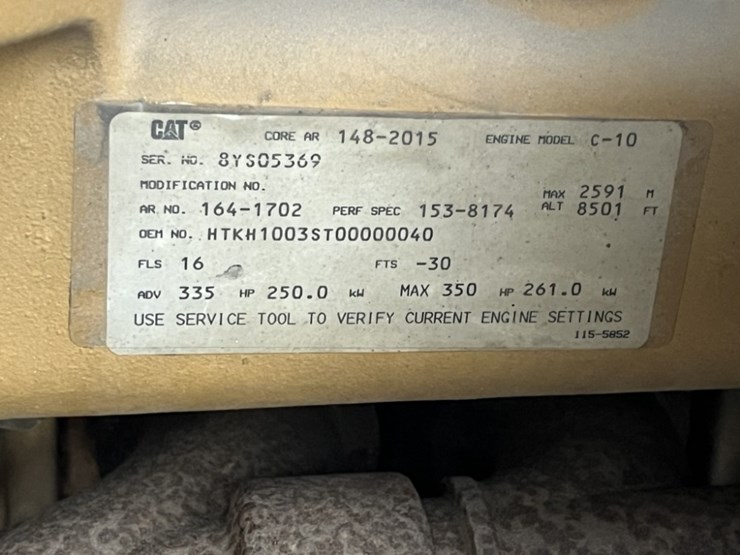 CAT® CORE AR 148-2015 ENGINE MODEL C-10
SER. NO. 8YS05369
MODIFICATION NO. MAX 2591 M
AR NO. 164-1702 PERF SPEC 153-8174 ALT 8501 FT
OEM NO. HTKH1003ST00000040
FLS 16 FTS -30
ADV 335 HP 250.0 kW MAX 350 HP 261.0 kW
USE SERVICE TOOL TO VERIFY CURRENT ENGINE SETTINGS
115-5852